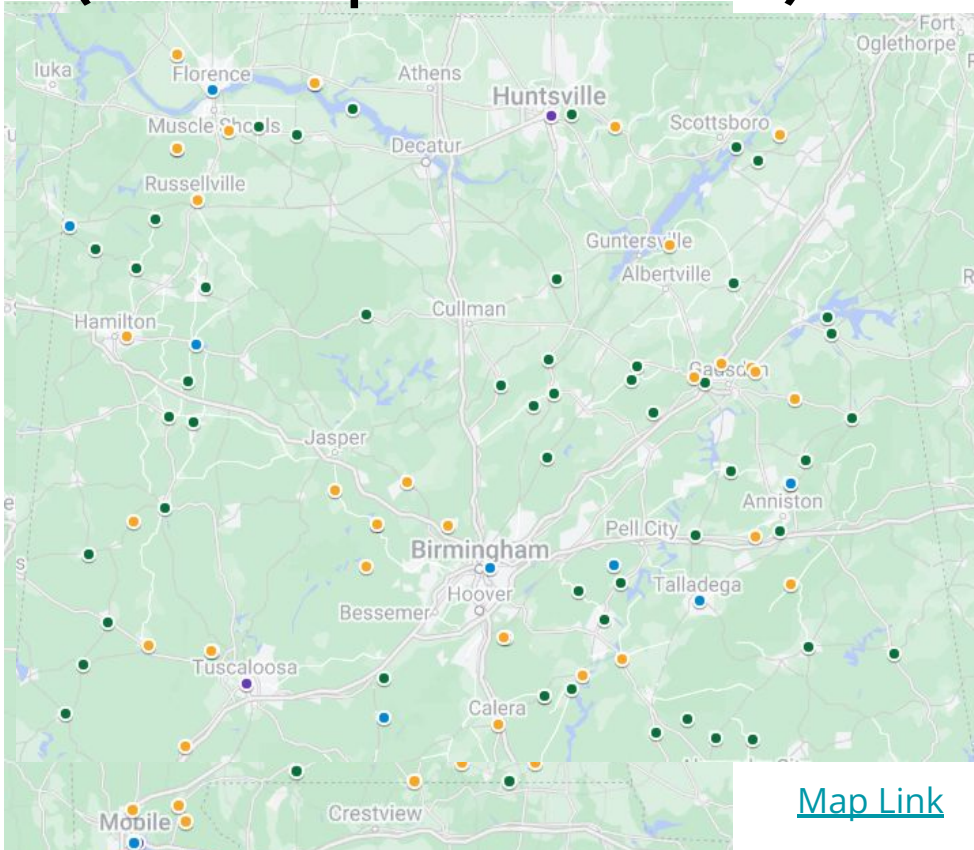 Fort
Oglethorpe
Iuka
Florence
Athens
Huntsville
Muscle Shoals
Scottsboro
Decatur
Russellville
Guntersville
Albertville
Cullman
Hamilton
Gadsden
Jasper
Anniston
Pell City
Birmingham
Talladega
Hoover
Bessemer
Tuscaloosa
Calera
Crestview
Mobile
Map Link